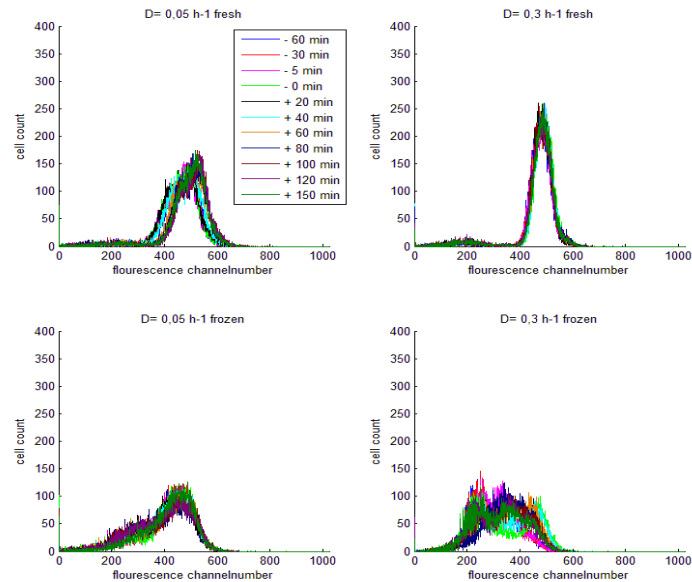 D= 0,05 h-1 fresh
400
350
300
250
200
150
100
50
0
cell count
0 200 400 600 800 1000
flourescence channelnumber
- 60 min
- 30 min
- 5 min
- 0 min
+ 20 min
+ 40 min
+ 60 min
+ 80 min
+ 100 min
+ 120 min
+ 150 min
D= 0,3 h-1 fresh
400
350
300
250
200
150
100
50
0
cell count
0 200 400 600 800 1000
flourescence channelnumber
D= 0,05 h-1 frozen
400
350
300
250
200
150
100
50
0
cell count
0 200 400 600 800 1000
flourescence channelnumber
D= 0,3 h-1 frozen
400
350
300
250
200
150
100
50
0
cell count
0 200 400 600 800 1000
flourescence channelnumber